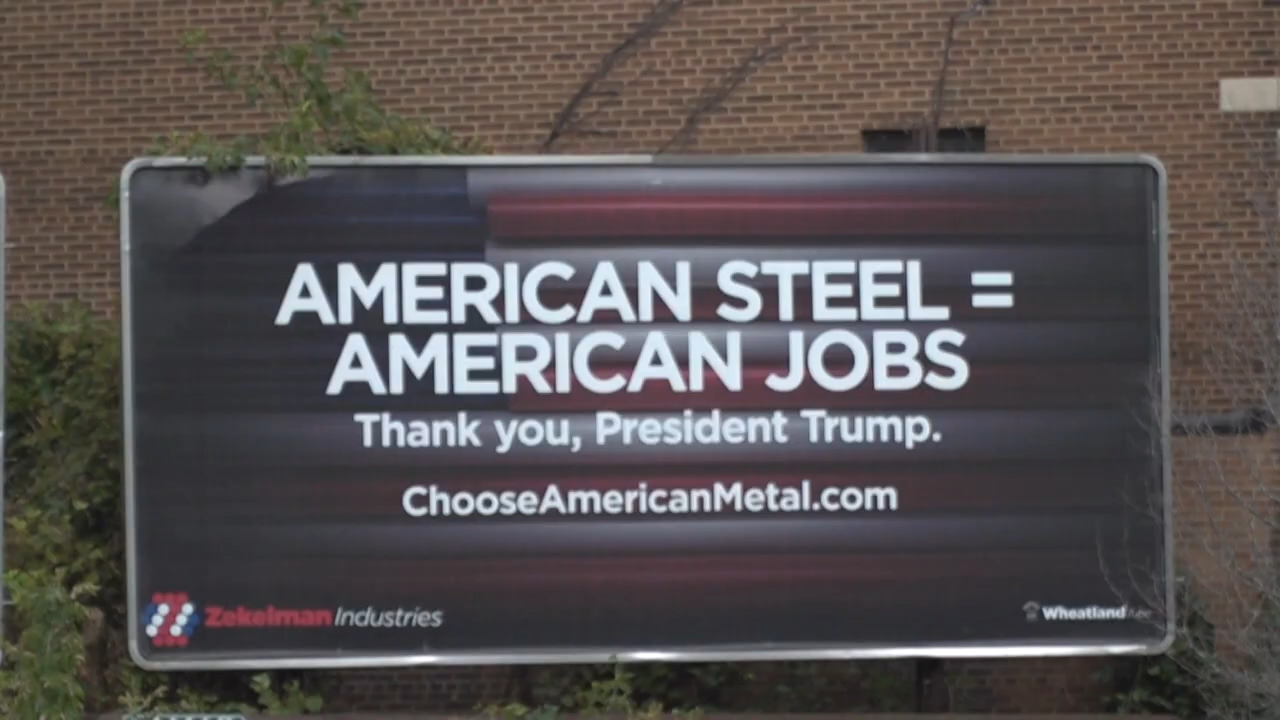 AMERICAN STEEL =
AMERICAN JOBS
Thank you, President Trump.
ChooseAmericanMetal.com
Zekelman Industries
Wheatland